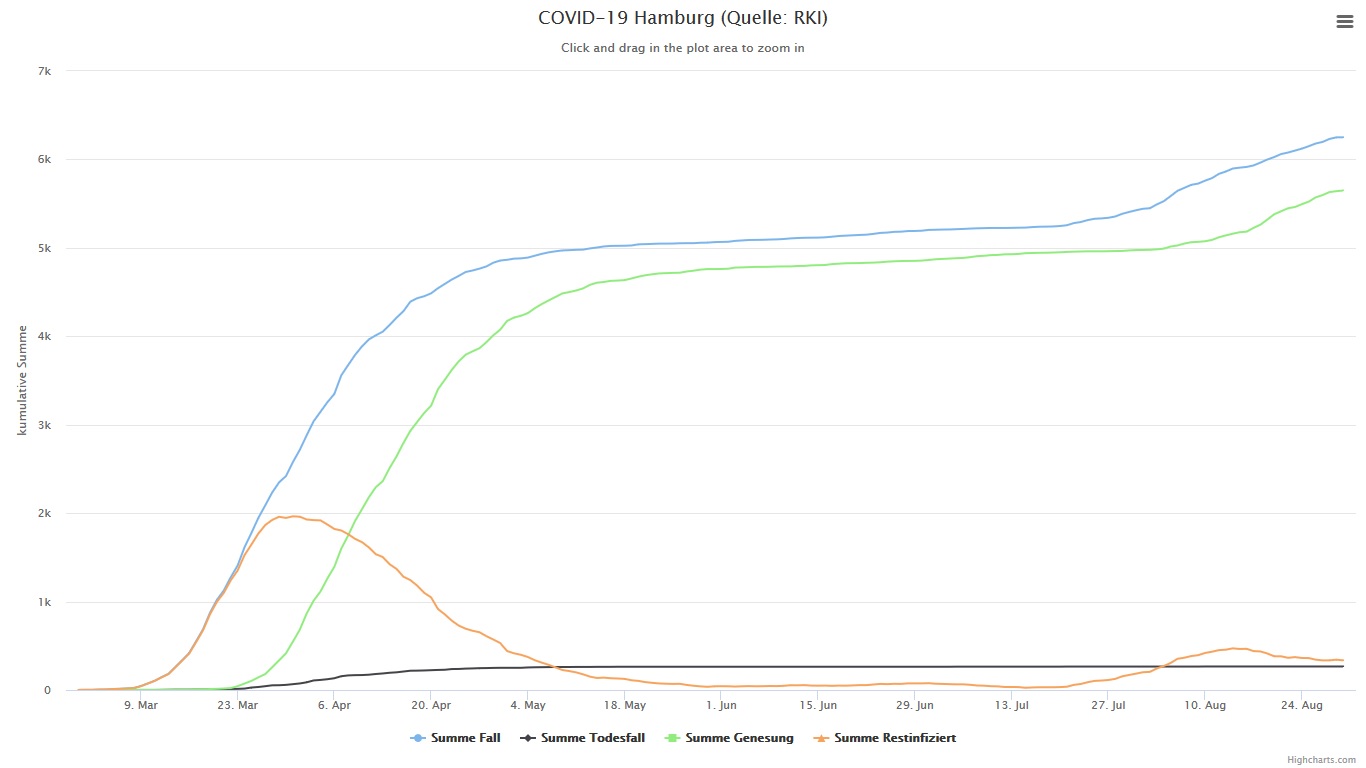 COVID-19 Hamburg (Quelle: RKI)
Click and drag in the plot area to zoom in
7k
6k
5k
4k
3k
2k
1k
0
kumulative Summe
9. Mar 23. Mar 6. Apr 20. Apr 4. May 18. May 1. Jun 15. Jun 29. Jun 13. Jul 27. Jul 10. Aug 24. Aug
Summe Fall Summe Todesfall Summe Genesung Summe Restinfiziert
Highcharts.com